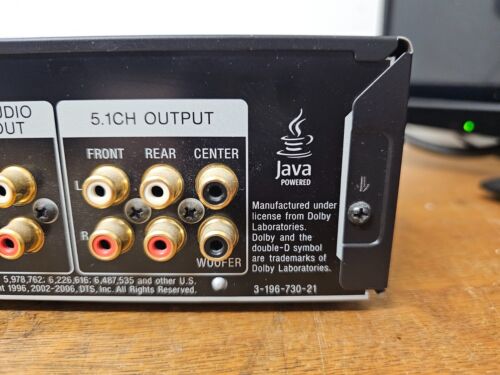 UDIO
OUT
5.1CH OUTPUT
FRONT REAR CENTER
L
R
WOOFER
Java
POWERED
Manufactured under
license from Dolby
Laboratories.
Dolby and the
double-D symbol
are trademarks of
Dolby Laboratories.
5,978,762; 6,226,616; 6,487,535 and other U.S.
nt 1996, 2002-2006, DTS, Inc. All Rights Reserved.
3-196-730-21